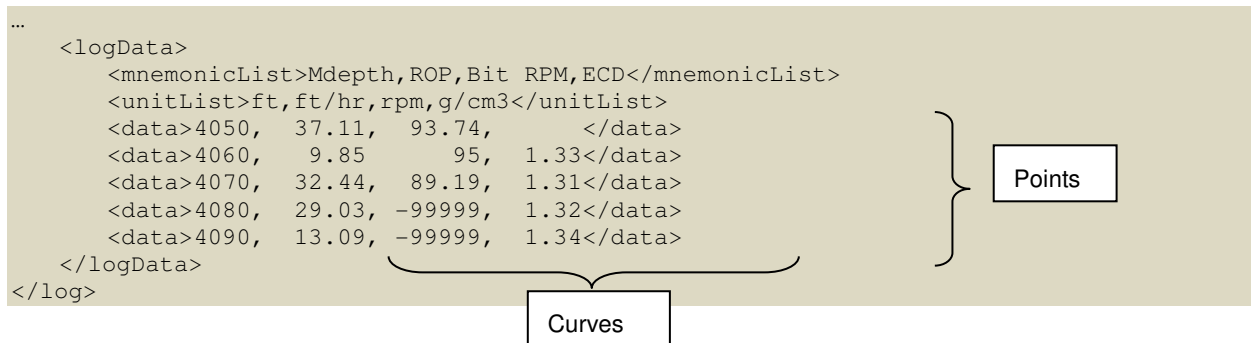 …
<logData>
<mnemonicList>Mdepth,ROP,Bit RPM,ECD</mnemonicList>
<unitList>ft,ft/hr,rpm,g/cm3</unitList>
<data>4050, 37.11, 93.74, </data>
<data>4060, 9.85 95, 1.33</data>
<data>4070, 32.44, 89.19, 1.31</data>
<data>4080, 29.03, -99999, 1.32</data>
<data>4090, 13.09, -99999, 1.34</data>
</logData>
</log>
Points
Curves